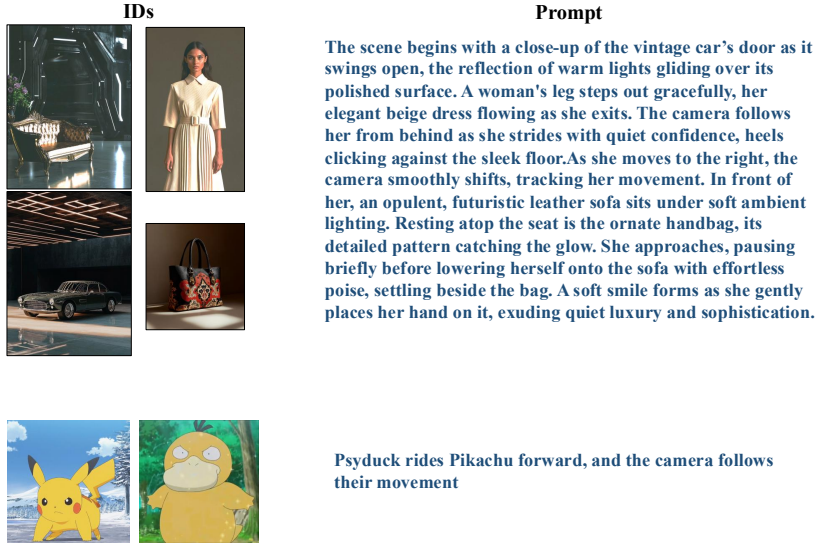 IDs
Prompt
The scene begins with a close-up of the vintage car’s door as it
swings open, the reflection of warm lights gliding over its
polished surface. A woman's leg steps out gracefully, her
elegant beige dress flowing as she exits. The camera follows
her from behind as she strides with quiet confidence, heels
clicking against the sleek floor.As she moves to the right, the
camera smoothly shifts, tracking her movement. In front of
her, an opulent, futuristic leather sofa sits under soft ambient
lighting. Resting atop the seat is the ornate handbag, its
detailed pattern catching the glow. She approaches, pausing
briefly before lowering herself onto the sofa with effortless
poise, settling beside the bag. A soft smile forms as she gently
places her hand on it, exuding quiet luxury and sophistication.
Psyduck rides Pikachu forward, and the camera follows
their movement